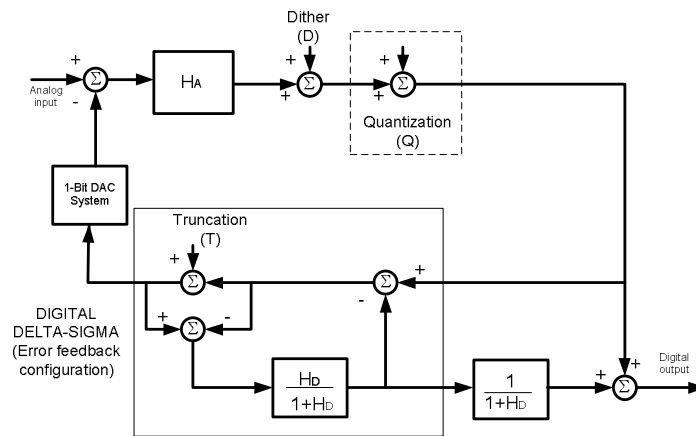 Dither
(D)
+
+
Analog
input
-
Σ
HA
+
Σ
+
+
Σ
Quantization
(Q)
1-Bit DAC
System
Truncation
(T)
+
Σ
Σ
+
-
+
Σ
-
DIGITAL
DELTA-SIGMA
(Error feedback
configuration)
HD
1+HD
1
1+HD
+
+
Σ
Digital
output